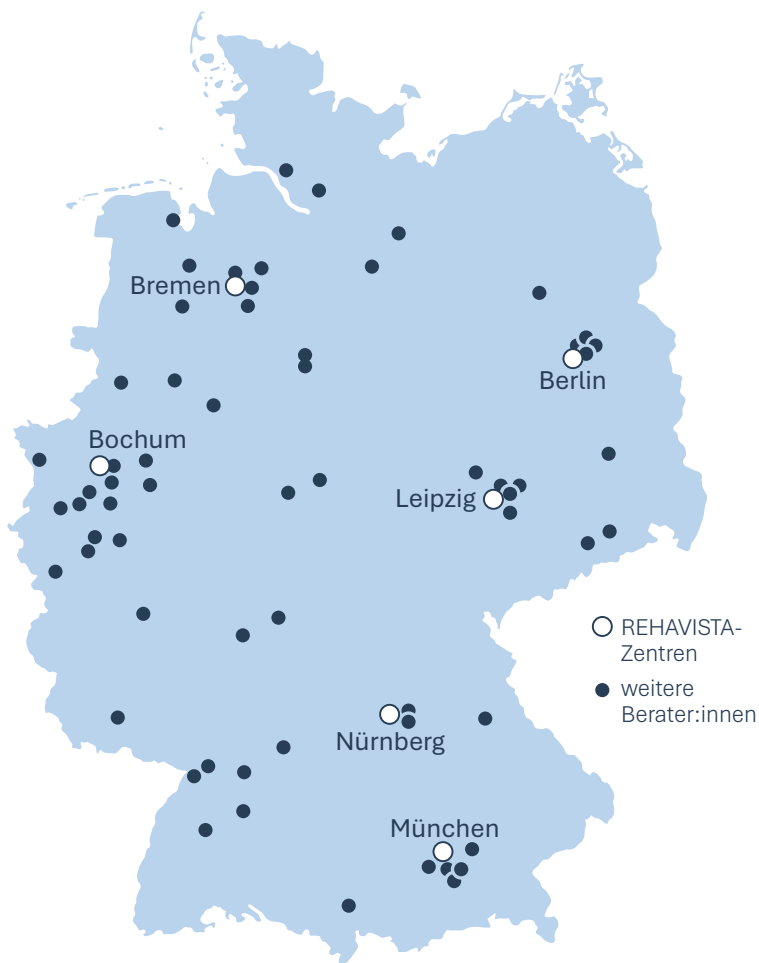 Bremen
Berlin
Bochum
Leipzig
REHAVISTA-
Zentren
weitere
Berater:innen
Nürnberg
München